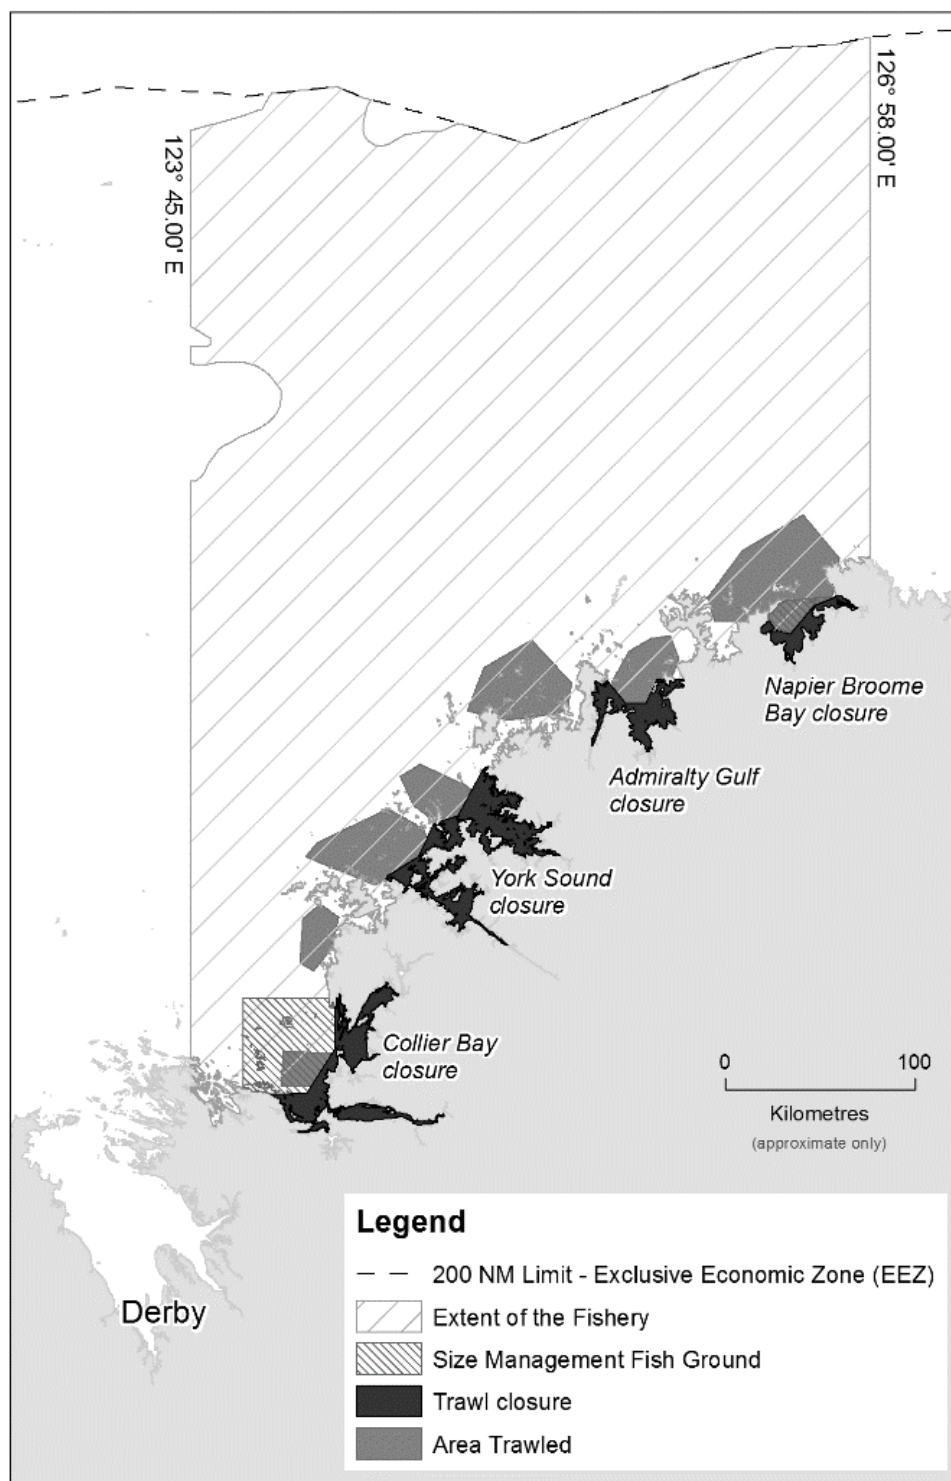 126° 58.00' E
123° 45.00' E
Napier Broome
Bay closure
Admiralty Gulf
closure
York Sound
closure
Collier Bay
closure
0 100
Kilometres
(approximate only)
Derby
Legend
200 NM Limit - Exclusive Economic Zone (EEZ)
Extent of the Fishery
Size Management Fish Ground
Trawl closure
Area Trawled